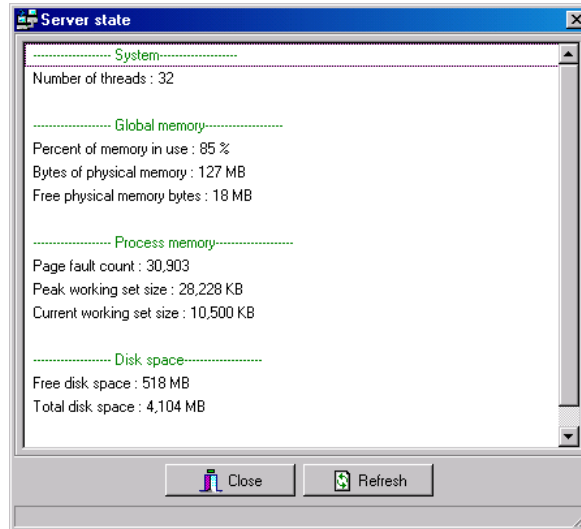 Server state
------------------- System-------------------
Number of threads : 32
------------------- Global memory-------------------
Percent of memory in use : 85 %
Bytes of physical memory : 127 MB
Free physical memory bytes : 18 MB
------------------- Process memory-------------------
Page fault count : 30,903
Peak working set size : 28,228 KB
Current working set size : 10,500 KB
------------------- Disk space-------------------
Free disk space : 518 MB
Total disk space : 4,104 MB
Close
Refresh